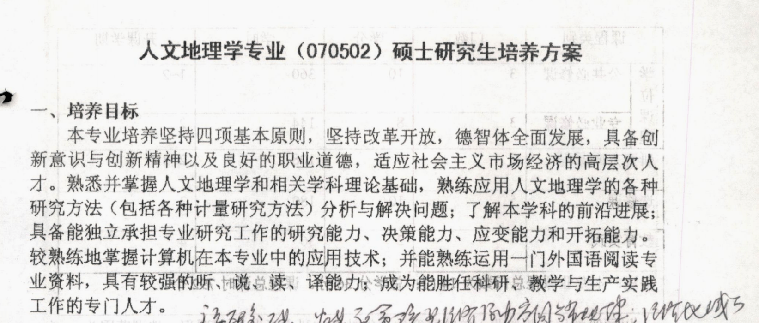 人文地理学专业（070502）硕士研究生培养方案
一、培养目标
本专业培养坚持四项基本原则，坚持改革开放，德智体全面发展，具备创
新意识与创新精神以及良好的职业道德，适应社会主义市场经济的高层次人
才。熟悉并掌握人文地理学和相关学科理论基础，熟练应用人文地理学的各种
研究方法（包括各种计量研究方法）分析与解决问题；了解本学科的前沿进展；
具备能独立承担专业研究工作的研究能力、决策能力、应变能力和开拓能力。
较熟练地掌握计算机在本专业中的应用技术；并能熟练运用一门外国语阅读专
业资料，具有较强的听、说、读、译能力；成为能胜任科研、教学与生产实践
工作的专门人才。